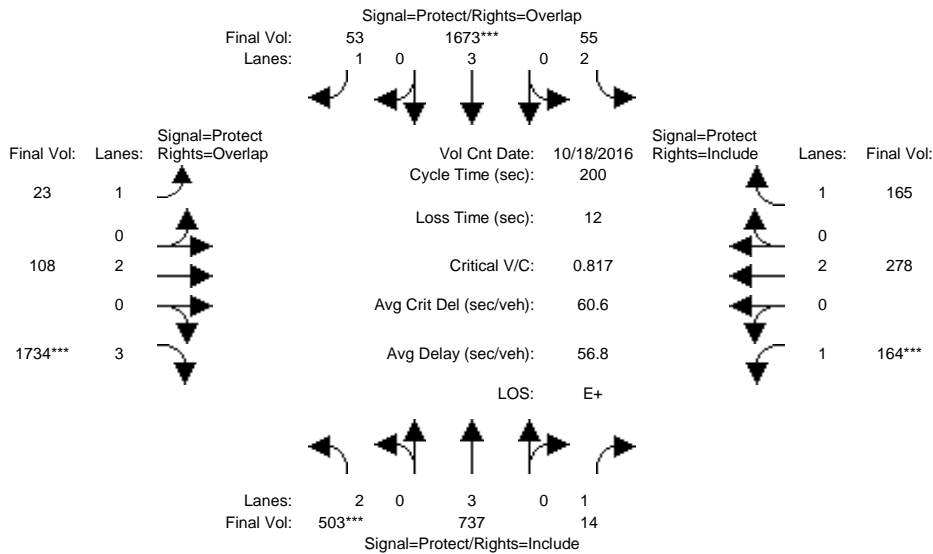 Signal=Protect/Rights=Overlap
Final Vol: 53 1673*** 55
Lanes: 1 0 3 0 2
Signal=Protect Signal=Protect
Final Vol: Lanes: Rights=Overlap Vol Cnt Date: 10/18/2016 Rights=Include Lanes: Final Vol:
Cycle Time (sec): 200
23 1 1 165
Loss Time (sec): 12
0 0
108 2 Critical V/C: 0.817 2 278
0 Avg Crit Del (sec/veh): 60.6 0
1734*** 3 Avg Delay (sec/veh): 56.8 1 164***
LOS: E+
Lanes: 2 0 3 0 1
Final Vol: 503*** 737 14
Signal=Protect/Rights=Include